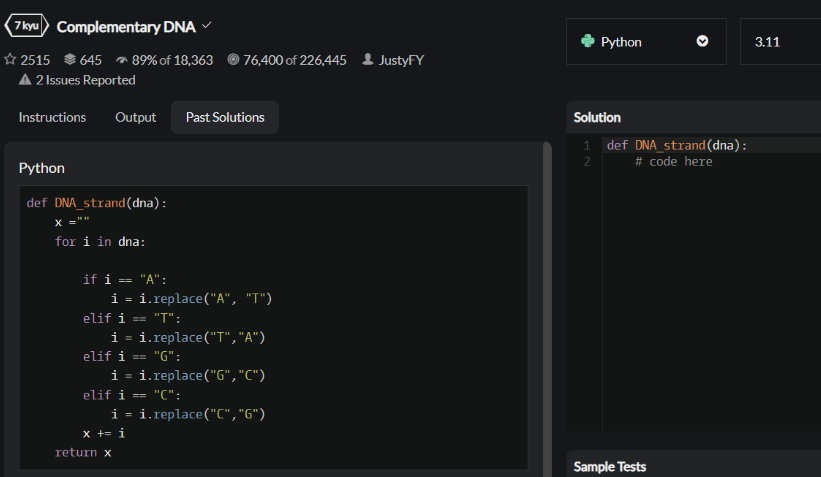 7 kyu Complementary DNA
2515 645 89% of 18,363 76,400 of 226,445 JustyFY
2 Issues Reported
Python
3.11
Instructions Output Past Solutions
Python
def DNA_strand(dna):
    x =""
    for i in dna:
        if i == "A":
            i = i.replace("A", "T")
        elif i == "T":
            i = i.replace("T","A")
        elif i == "G":
            i = i.replace("G","C")
        elif i == "C":
            i = i.replace("C","G")
        x += i
    return x
Solution
1 def DNA_strand(dna):
2     # code here
Sample Tests